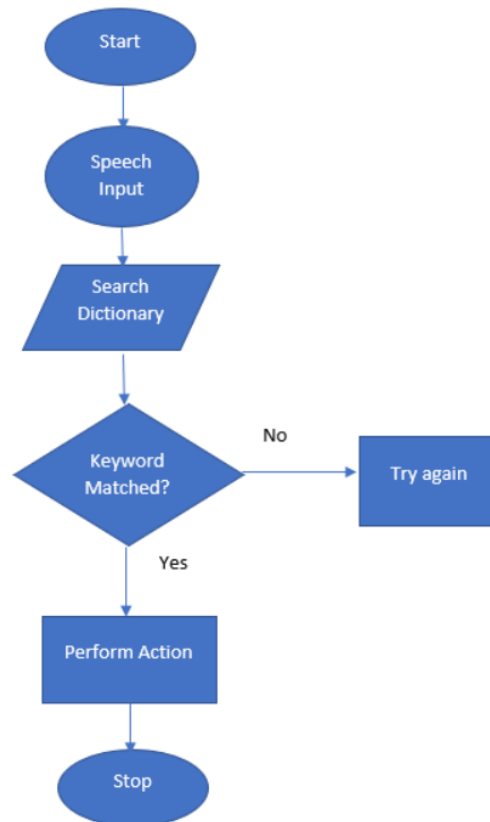 Start
Speech
Input
Search
Dictionary
Keyword
Matched?
No
Try again
Yes
Perform Action
Stop